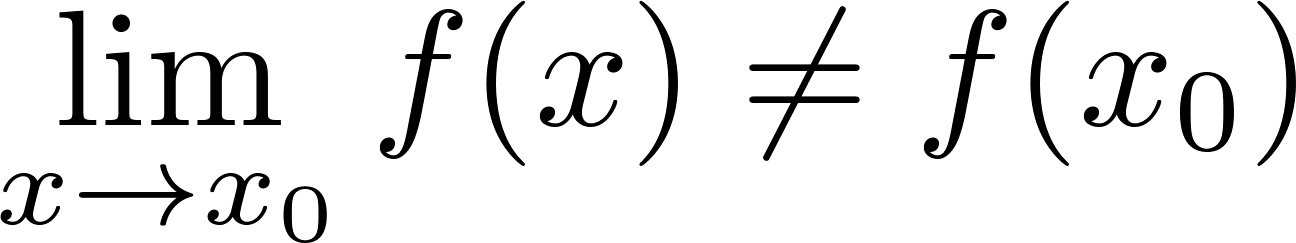 lim f(x) ≠ f(x₀)
x→x₀